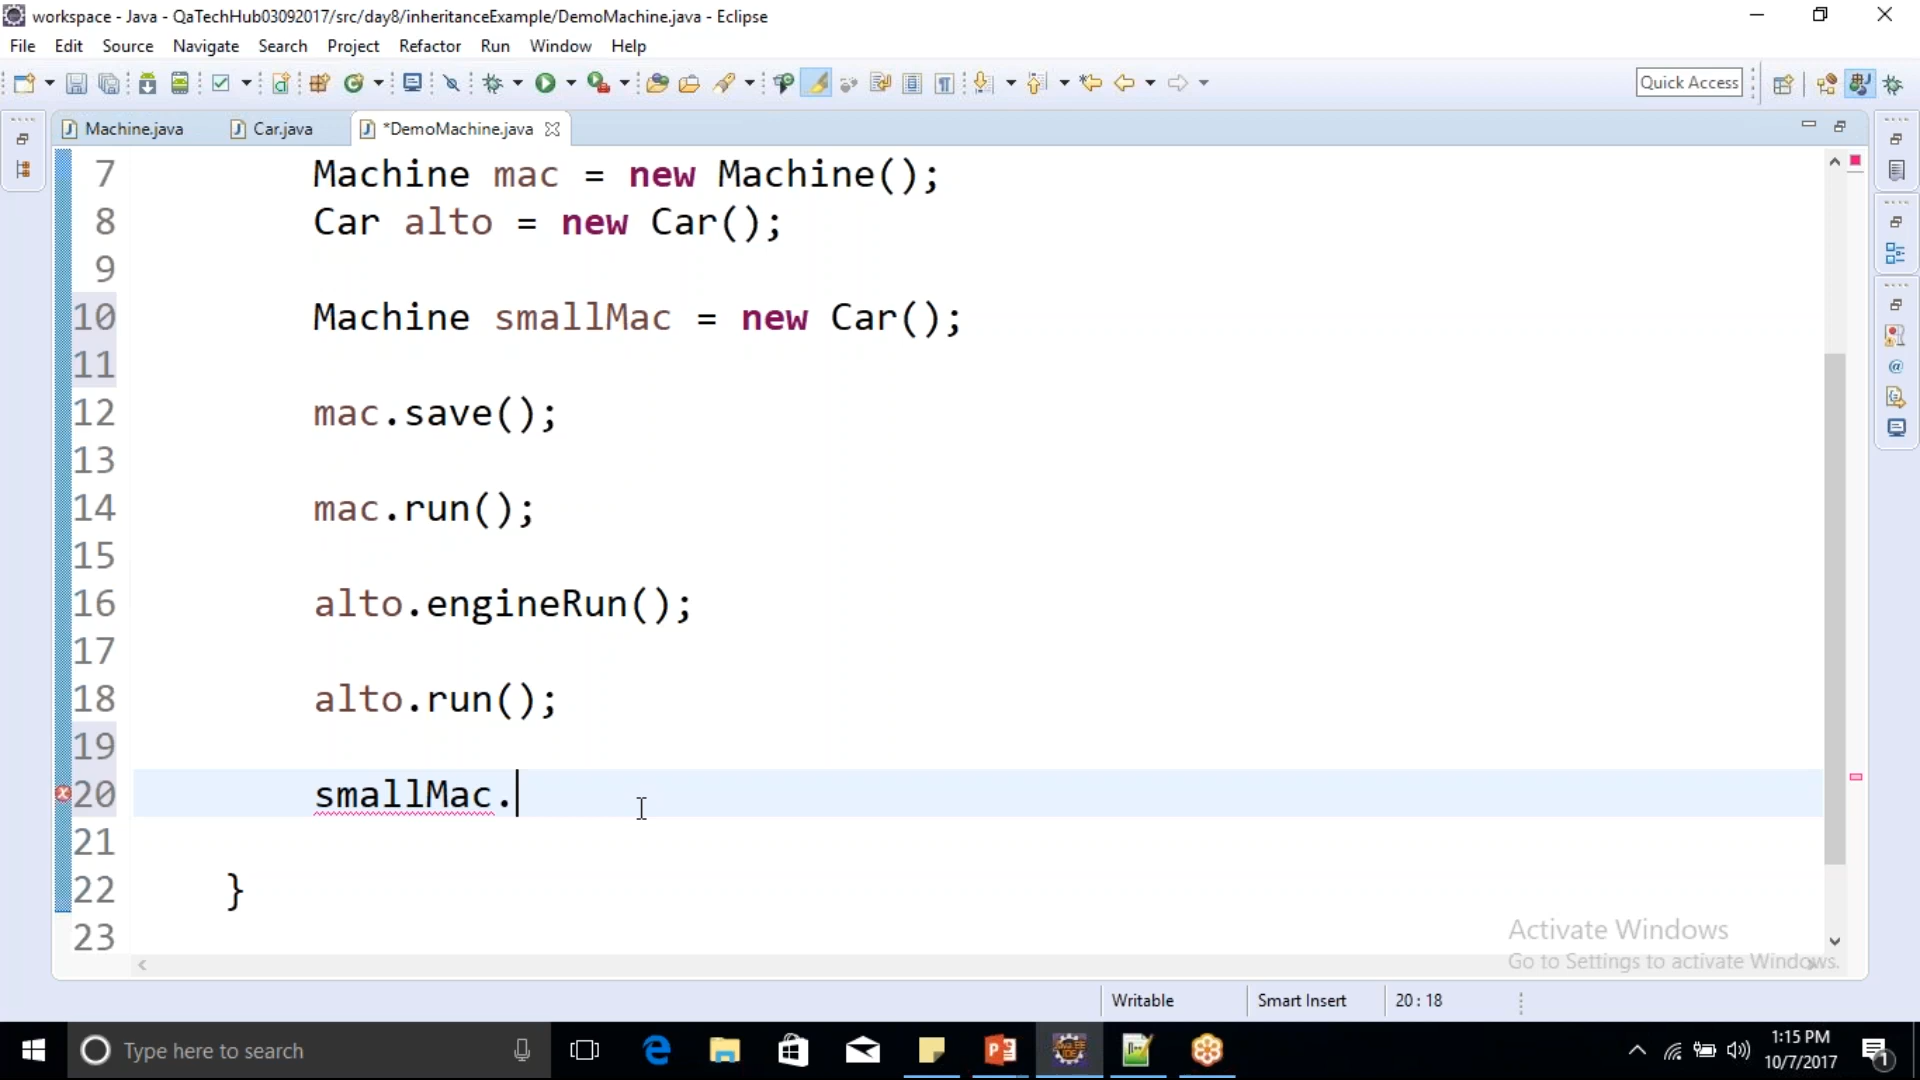 workspace - Java - QaTechHub03092017/src/day8/inheritanceExample/DemoMachine.java - Eclipse
File Edit Source Navigate Search Project Refactor Run Window Help
Quick Access
Machine.java Car.java *DemoMachine.java
7 Machine mac = new Machine();
8 Car alto = new Car();
9
10 Machine smallMac = new Car();
11
12 mac.save();
13
14 mac.run();
15
16 alto.engineRun();
17
18 alto.run();
19
20 smallMac.
21
22 }
23
Activate Windows
Go to Settings to activate Windows.
Writable Smart Insert 20 : 18
Type here to search
1:15 PM
10/7/2017
1